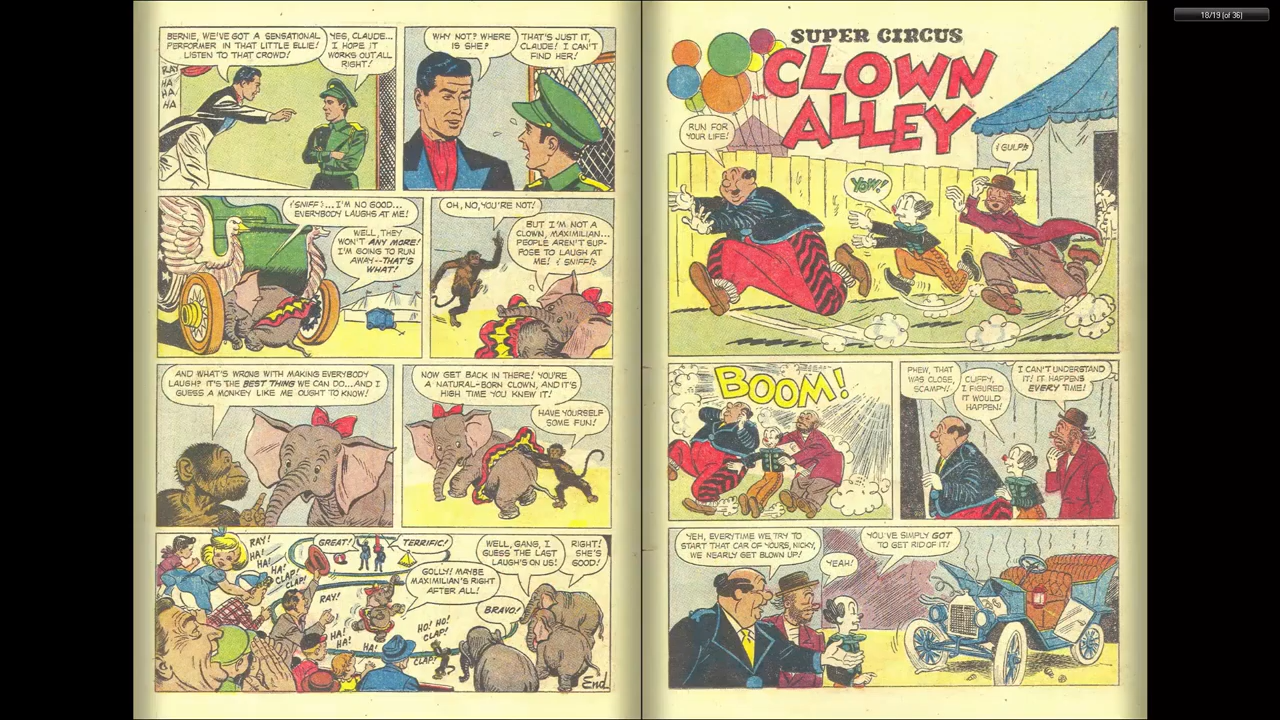 18/19 (of 36)
BERNIE, WE'VE GOT A SENSATIONAL
PERFORMER IN THAT LITTLE ELLIE!
LISTEN TO THAT CROWD!
YES, CLAUDE...
I HOPE IT
WORKS OUT ALL
RIGHT!
RAY!
HA
HA!
HA
WHY NOT? WHERE
IS SHE?
THAT'S JUST IT,
CLAUDE! I CAN'T
FIND HER!
(SNIFF)... I'M NO GOOD...
EVERYBODY LAUGHS AT ME!
WELL, THEY
WON'T ANY MORE!
I'M GOING TO RUN
AWAY--THAT'S
WHAT!
OH, NO, YOU'RE NOT!
BUT I'M NOT A
CLOWN, MAXIMILIAN...
PEOPLE AREN'T SUP-
POSE TO LAUGH AT
ME! (SNIFF)
AND WHAT'S WRONG WITH MAKING EVERYBODY
LAUGH? IT'S THE BEST THING WE CAN DO...AND I
GUESS A MONKEY LIKE ME OUGHT TO KNOW!
NOW GET BACK IN THERE! YOU'RE
A NATURAL-BORN CLOWN, AND IT'S
HIGH TIME YOU KNEW IT!
HAVE YOURSELF
SOME FUN!
RAY!
HA!
HA!
HA!
CLAP!
CLAP!
GREAT!
TERRIFIC!
RAY!
GOLLY! MAYBE
MAXIMILIAN'S RIGHT
AFTER ALL!
WELL, GANG, I
GUESS THE LAST
LAUGH'S ON US!
RIGHT!
SHE'S
GOOD!
BRAVO!
HA!
HA!
HA!
HO! HO!
CLAP!
CLAP!
End
SUPER CIRCUS
CLOWN
ALLEY
RUN FOR
YOUR LIFE!
YOW!
(GULP)
BOOM!
PHEW, THAT
WAS CLOSE,
SCAMPY!
CLIFFY,
I FIGURED
IT WOULD
HAPPEN!
I CAN'T UNDERSTAND
IT! IT HAPPENS
EVERY TIME!
YEH, EVERYTIME WE TRY TO
START THAT CAR OF YOURS, NICKY,
WE NEARLY GET BLOWN UP!
YEAH!
YOU'VE SIMPLY GOT
TO GET RID OF IT!